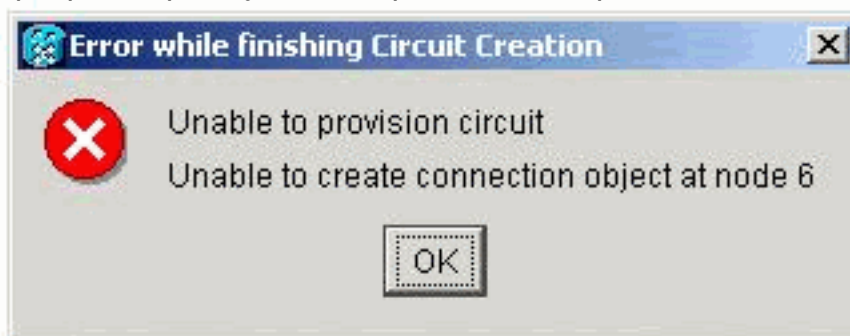 Error while finishing Circuit Creation
Unable to provision circuit
Unable to create connection object at node 6
OK